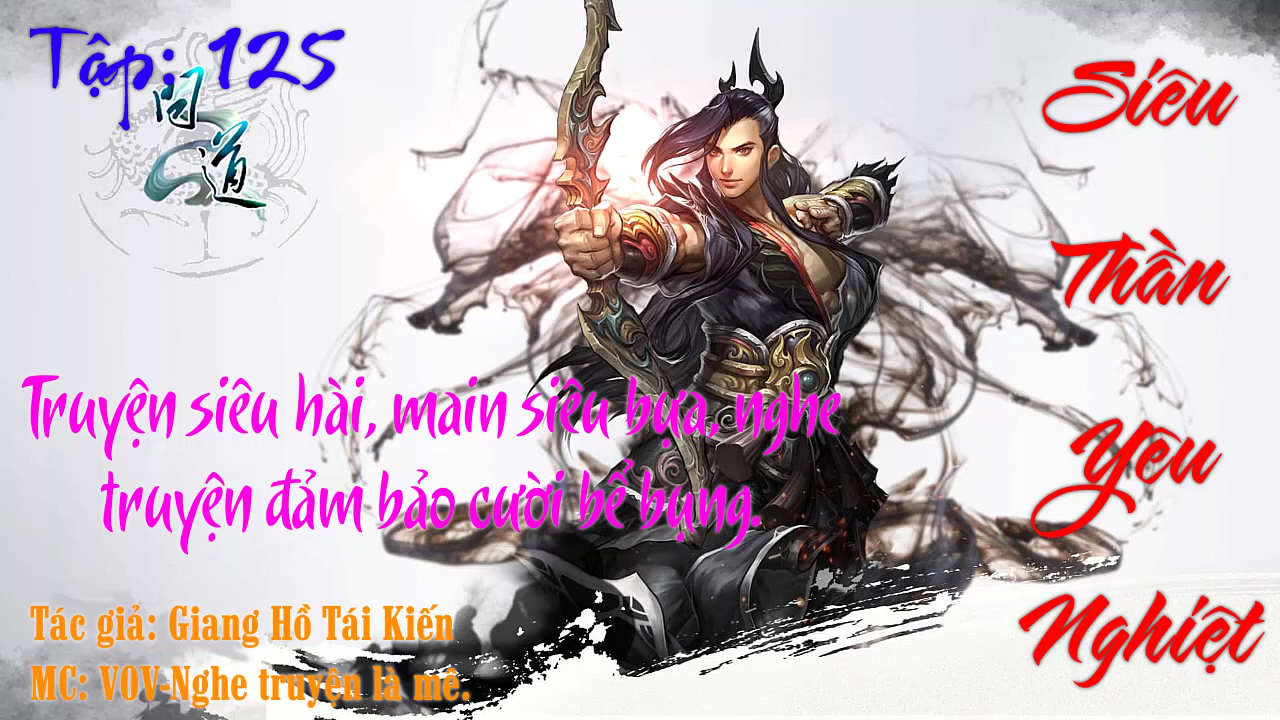 Tập: 125
問
道
Siêu
Thần
Yêu
Nghiệt
Truyện siêu hài, main siêu bựa, nghe
truyện đảm bảo cười bể bụng.
Tác giả: Giang Hồ Tái Kiến
MC: VOV-Nghe truyện là mê.